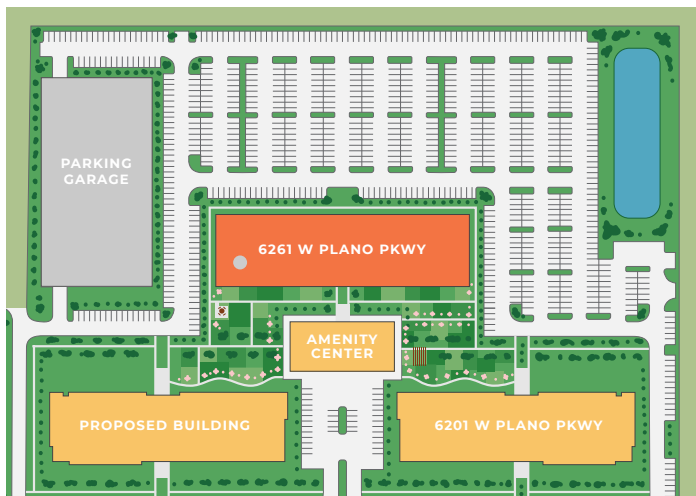 PARKING
GARAGE
6261 W PLANO PKWY
AMENITY
CENTER
PROPOSED BUILDING
6201 W PLANO PKWY